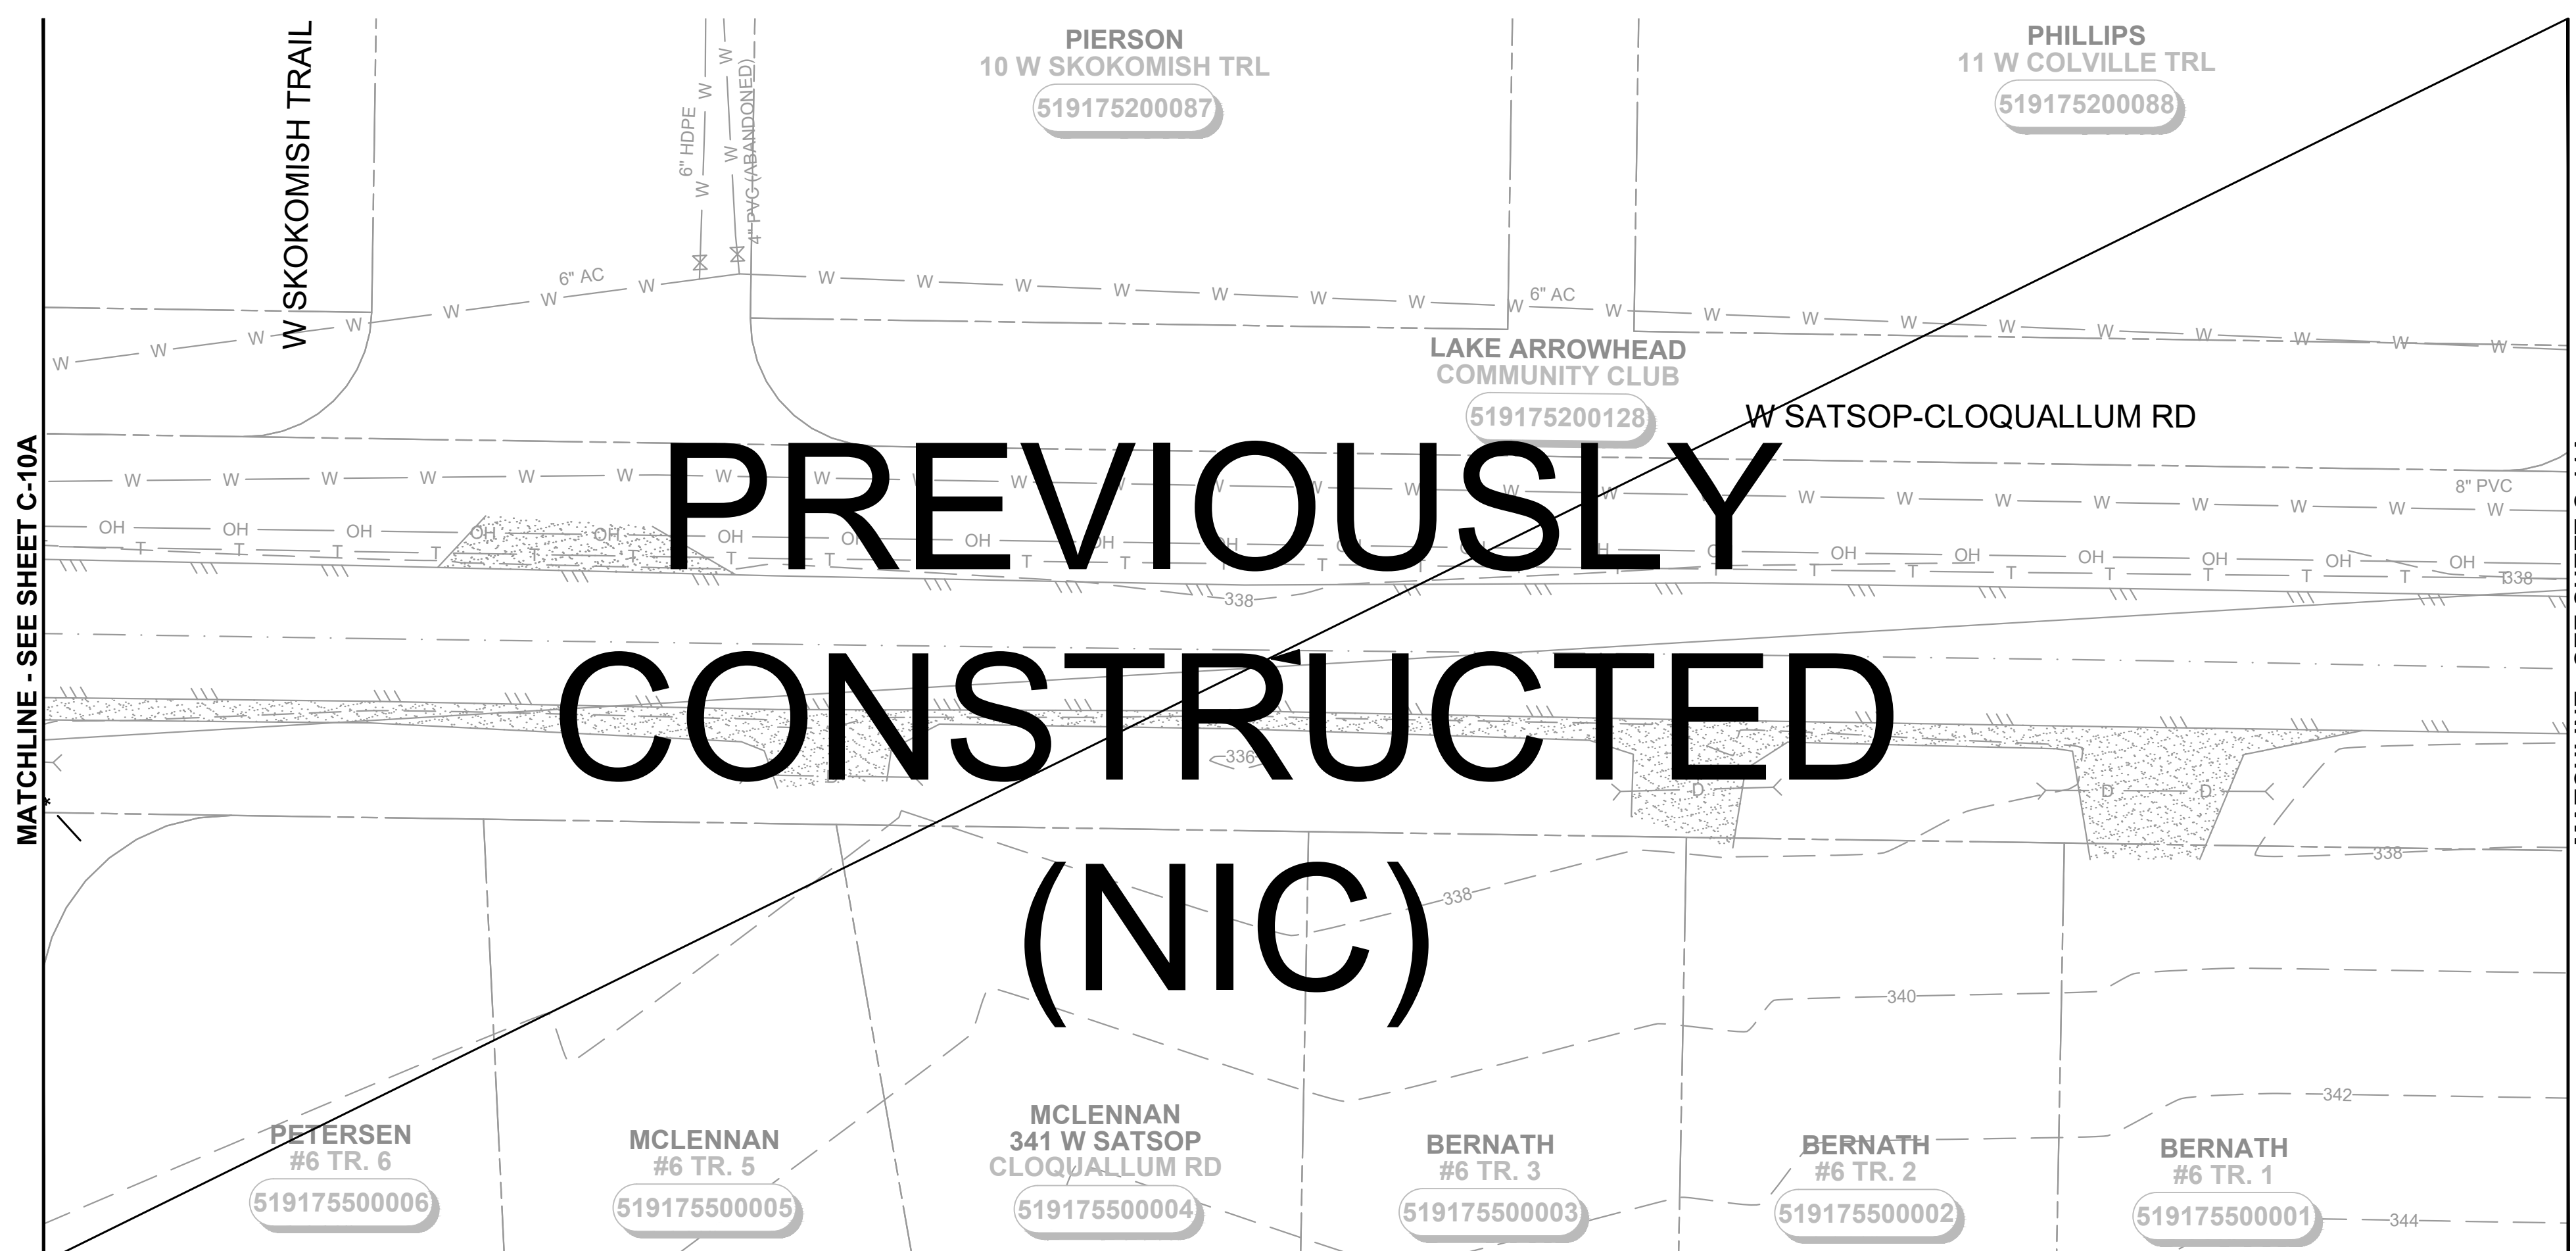 W SKOKOMISH TRAIL
6" HDPE
4" PVC (ABANDONED)
PIERSON
10 W SKOKOMISH TRL
519175200087
PHILLIPS
11 W COLVILLE TRL
519175200088
6" AC
6" AC
LAKE ARROWHEAD
COMMUNITY CLUB
519175200128
W SATSOP-CLOQUALLUM RD
8" PVC
MATCHLINE - SEE SHEET C-10A
PREVIOUSLY
CONSTRUCTED
(NIC)
338
338
336
338
338
340
342
344
PETERSEN
#6 TR. 6
519175500006
MCLENNAN
#6 TR. 5
519175500005
MCLENNAN
341 W SATSOP
CLOQUALLUM RD
519175500004
BERNATH
#6 TR. 3
519175500003
BERNATH
#6 TR. 2
519175500002
BERNATH
#6 TR. 1
519175500001